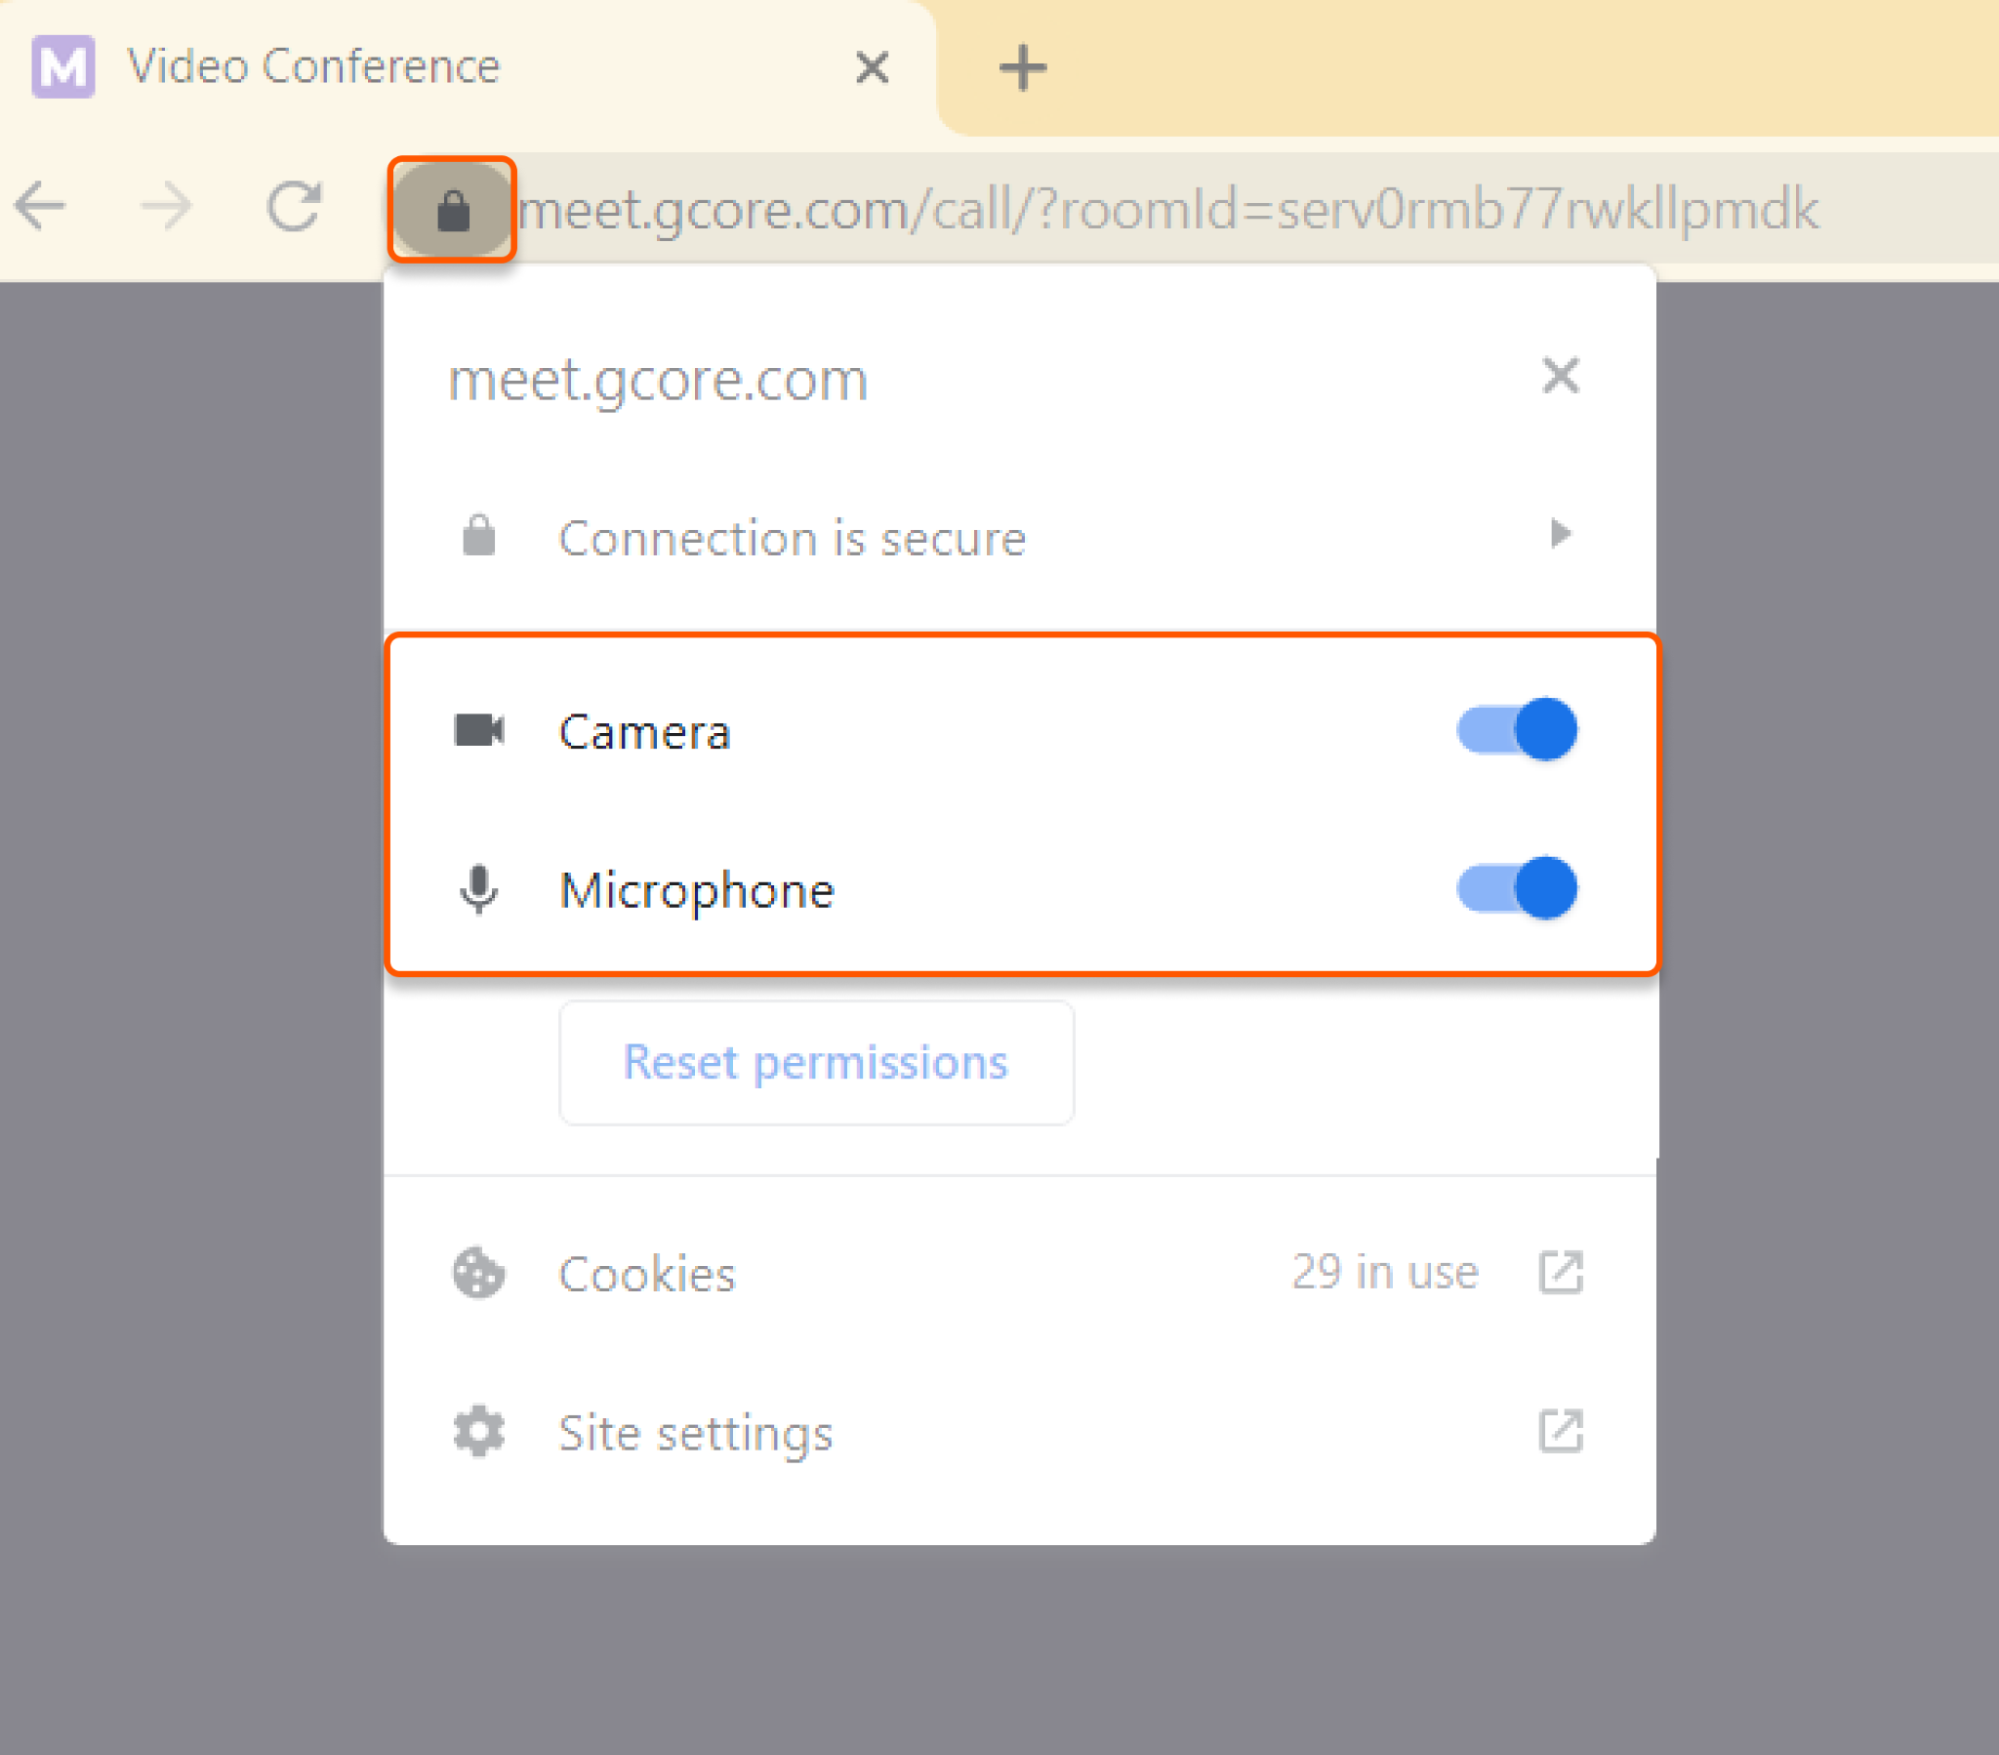 M Video Conference
meet.gcore.com/call/?roomId=serv0rmb77rwkllpmdk
meet.gcore.com
Connection is secure
Camera
Microphone
Reset permissions
Cookies 29 in use
Site settings